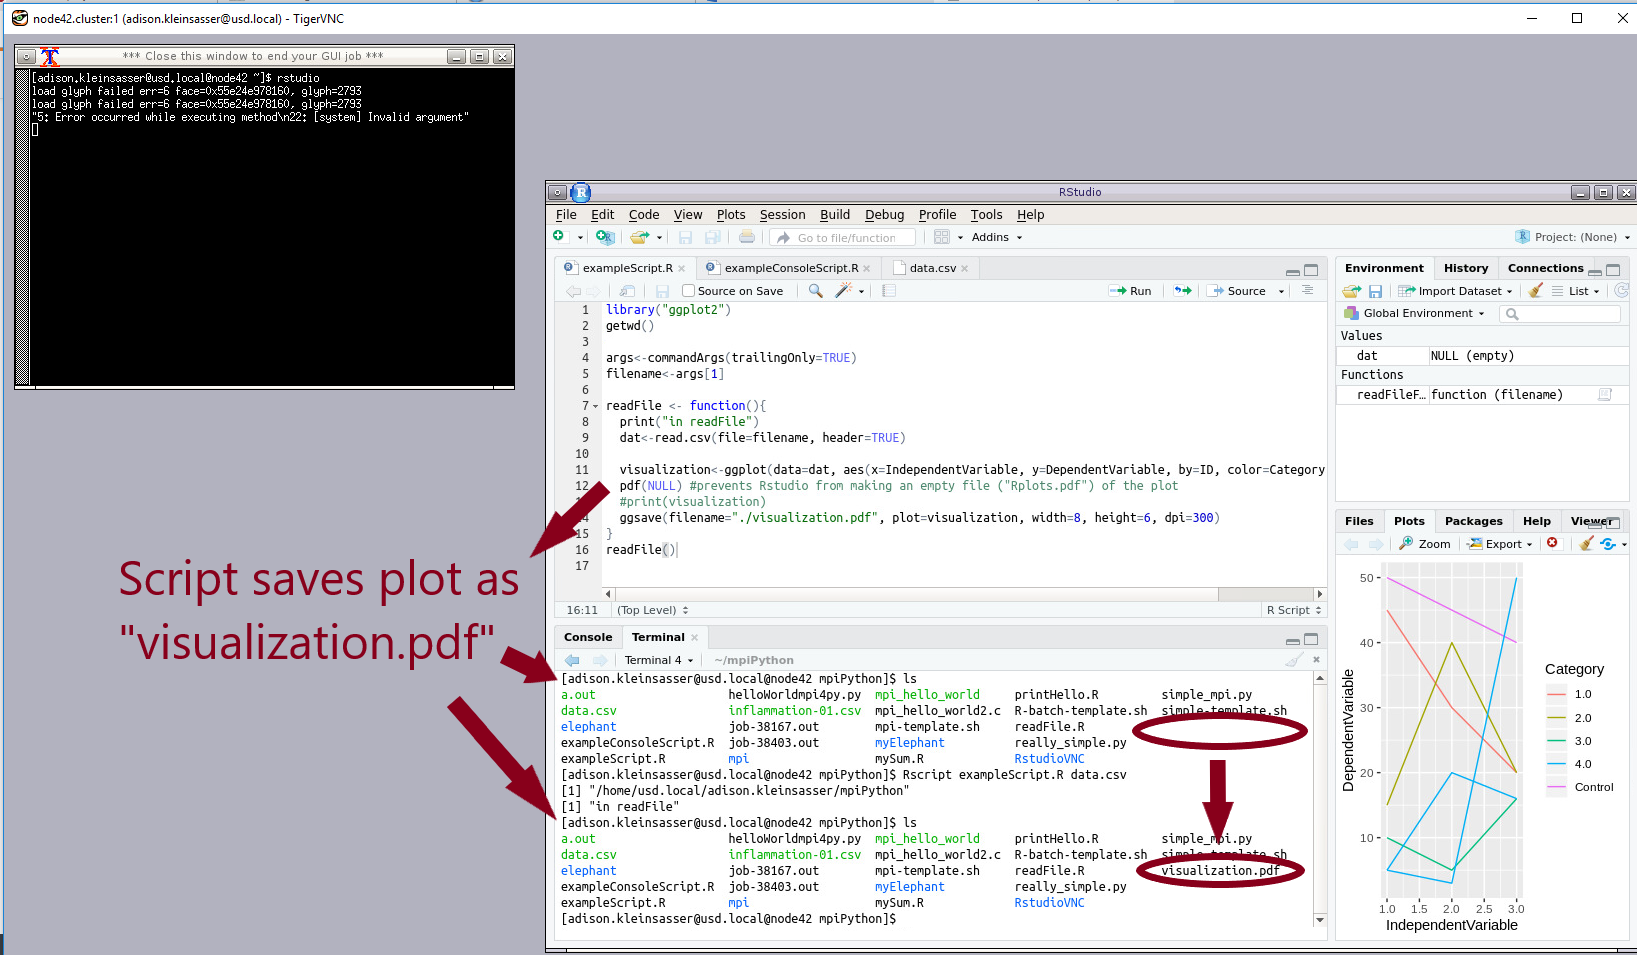 node42.cluster:1 (adison.kleinsasser@usd.local) - TigerVNC
*** Close this window to end your GUI job ***
[adison.kleinsasser@usd.local@node42 ~]$ rstudio
load glyph failed err=6 face=0x55e24e978160, glyph=2793
load glyph failed err=6 face=0x55e24e978160, glyph=2793
"5: Error occurred while executing method\n22: [system] Invalid argument"
Script saves plot as
"visualization.pdf"
RStudio
File Edit Code View Plots Session Build Debug Profile Tools Help
Go to file/function Addins Project: (None)
exampleScript.R exampleConsoleScript.R data.csv
Source on Save Run Source
1 library("ggplot2")
2 getwd()
3
4 args<-commandArgs(trailingOnly=TRUE)
5 filename<-args[1]
6
7 readFile <- function(){
8 print("in readFile")
9 dat<-read.csv(file=filename, header=TRUE)
10
11 visualization<-ggplot(data=dat, aes(x=IndependentVariable, y=DependentVariable, by=ID, color=Category
12 pdf(NULL) #prevents Rstudio from making an empty file ("Rplots.pdf") of the plot
#print(visualization)
ggsave(filename="./visualization.pdf", plot=visualization, width=8, height=6, dpi=300)
15 }
16 readFile()
17
16:11 (Top Level) R Script
Console Terminal
Terminal 4 ~/mpiPython
[adison.kleinsasser@usd.local@node42 mpiPython]$ ls
a.out helloWorldmpi4py.py mpi_hello_world printHello.R simple_mpi.py
data.csv inflammation-01.csv mpi_hello_world2.c R-batch-template.sh simple-template.sh
elephant job-38167.out mpi-template.sh readFile.R
exampleConsoleScript.R job-38403.out myElephant really_simple.py
exampleScript.R mpi mySum.R RstudioVNC
[adison.kleinsasser@usd.local@node42 mpiPython]$ Rscript exampleScript.R data.csv
[1] "/home/usd.local/adison.kleinsasser/mpiPython"
[1] "in readFile"
[adison.kleinsasser@usd.local@node42 mpiPython]$ ls
a.out helloWorldmpi4py.py mpi_hello_world printHello.R simple_mpi.py
data.csv inflammation-01.csv mpi_hello_world2.c R-batch-template.sh simple-template.sh
elephant job-38167.out mpi-template.sh readFile.R visualization.pdf
exampleConsoleScript.R job-38403.out myElephant really_simple.py
exampleScript.R mpi mySum.R RstudioVNC
[adison.kleinsasser@usd.local@node42 mpiPython]$
Environment History Connections
Import Dataset List
Global Environment
Values
dat NULL (empty)
Functions
readFileF… function (filename)
Files Plots Packages Help Viewer
Zoom Export
50
40
30
20
10
1.0 1.5 2.0 2.5 3.0
IndependentVariable
DependentVariable
Category
1.0
2.0
3.0
4.0
Control